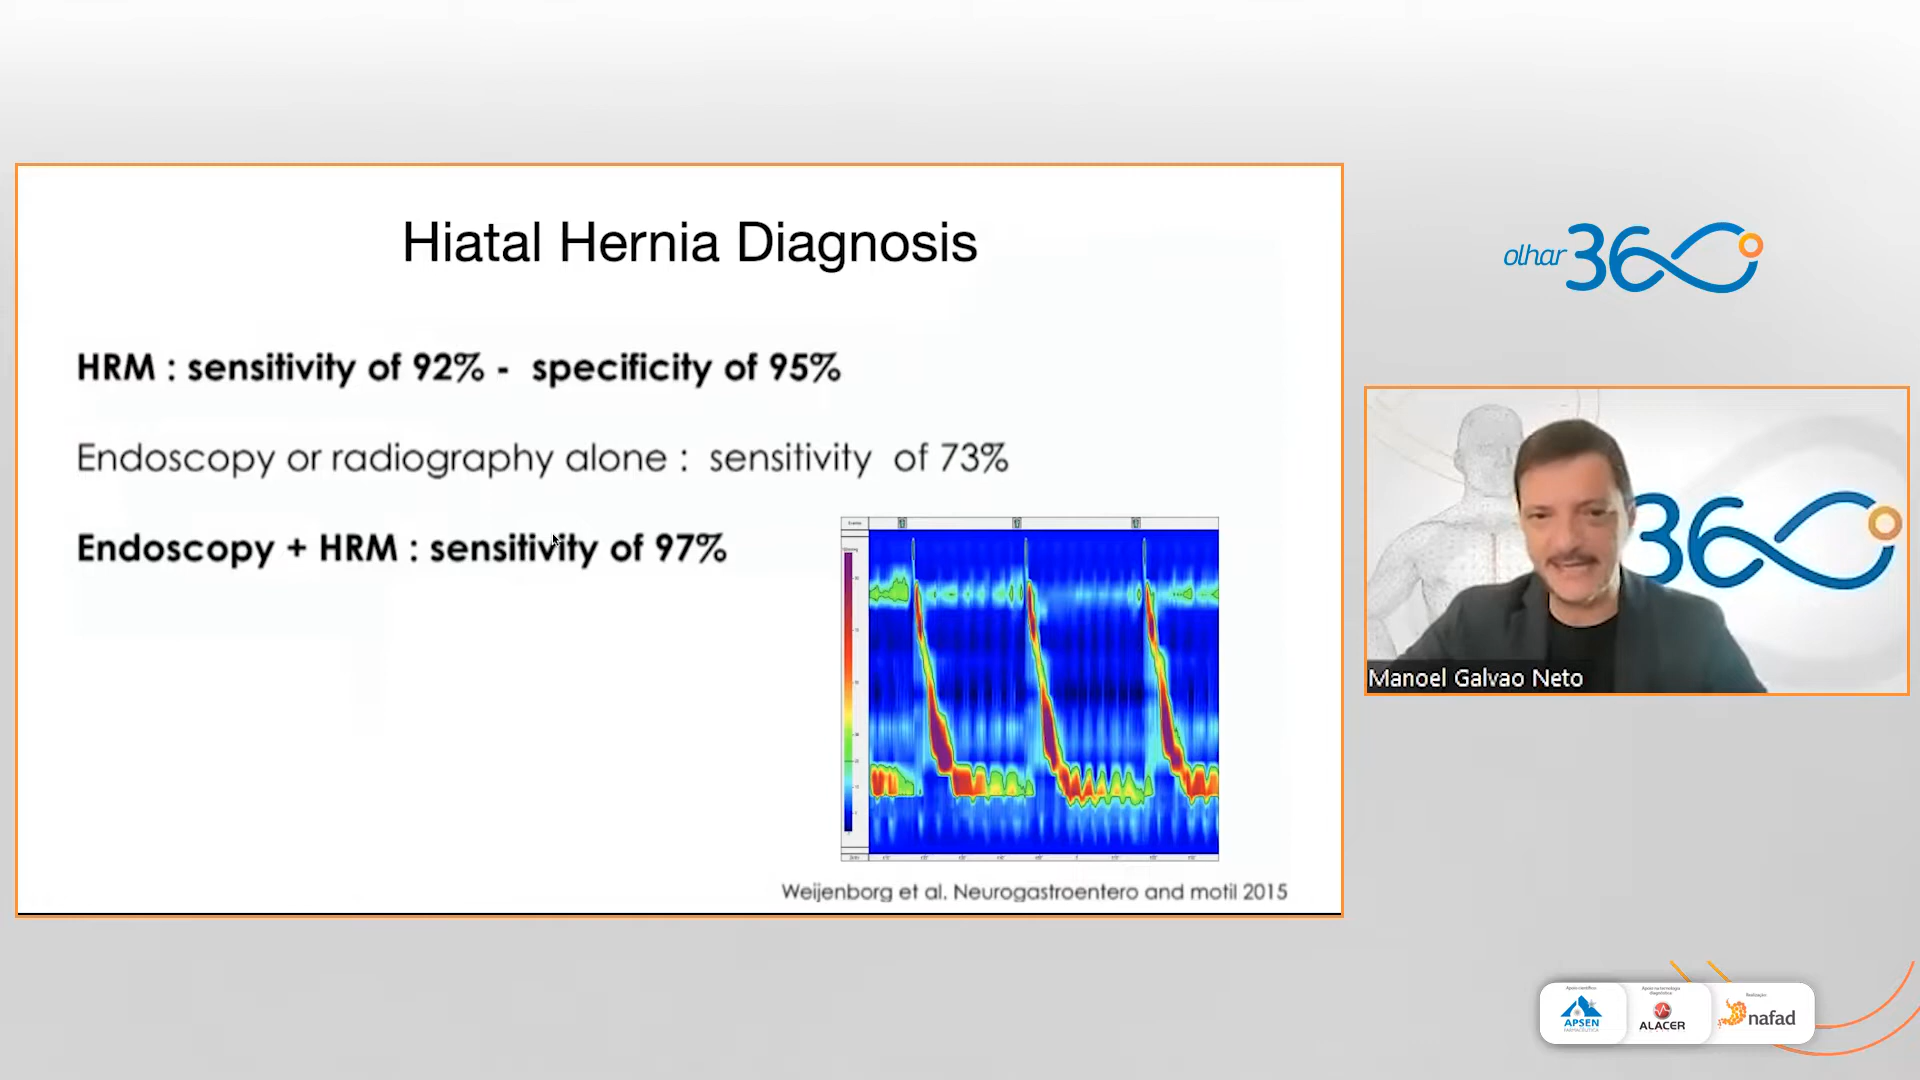 Hiatal Hernia Diagnosis
HRM : sensitivity of 92% - specificity of 95%
Endoscopy or radiography alone : sensitivity of 73%
Endoscopy + HRM : sensitivity of 97%
Weijenborg et al. Neurogastroentero and motil 2015
olhar 360
360
Manoel Galvao Neto
APSEN
ALACER
nafad